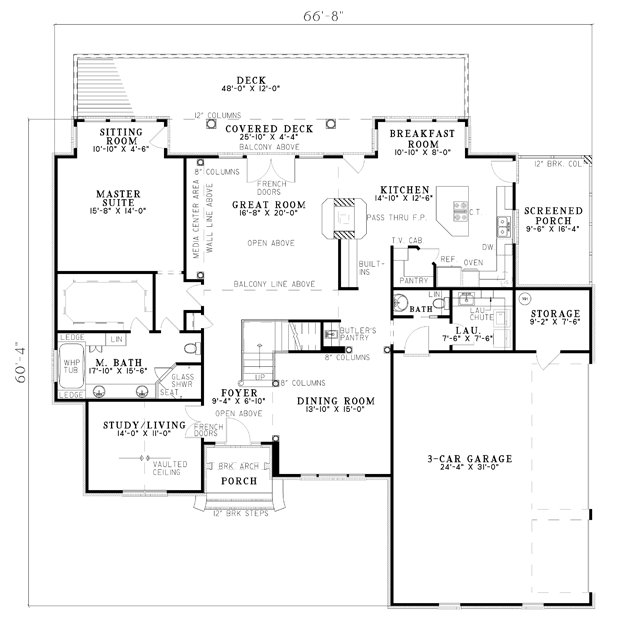 66'-8"
DECK
48'-0" X 12'-0"
12" COLUMNS
SITTING
ROOM
10'-10" X 4'-6"
COVERED DECK
25'-10" X 4'-4"
BALCONY ABOVE
BREAKFAST
ROOM
10'-10" X 8'-0"
12" BRK. COL.
8" COLUMNS
FRENCH
DOORS
MASTER
SUITE
15'-8" X 14'-0"
MEDIA CENTER AREA
WALL LINE ABOVE
GREAT ROOM
16'-8" X 20'-0"
OPEN ABOVE
KITCHEN
14'-10" X 12'-6"
PASS THRU F.P.
CT
SCREENED
PORCH
9'-6" X 16'-4"
T.V. CAB
DW
REF.
OVEN
BUILT-
INS
PANTRY
BALCONY LINE ABOVE
LIN
BATH
LAU-
CHUTE
LAU.
7'-6" X 7'-6"
WH
STORAGE
9'-2" X 7'-6"
BUTLER'S
PANTRY
8" COLUMNS
60'-4"
LEDGE
LIN
M. BATH
17'-10" X 15'-6"
WHP
TUB
GLASS
SHWR
SEAT
LEDGE
UP
8" COLUMNS
FOYER
9'-4" X 6'-10"
OPEN ABOVE
DINING ROOM
13'-10" X 15'-0"
STUDY/LIVING
14'-0" X 11'-0"
FRENCH
DOORS
VAULTED
CEILING
BRK ARCH
PORCH
12" BRK STEPS
3-CAR GARAGE
24'-4" X 31'-0"